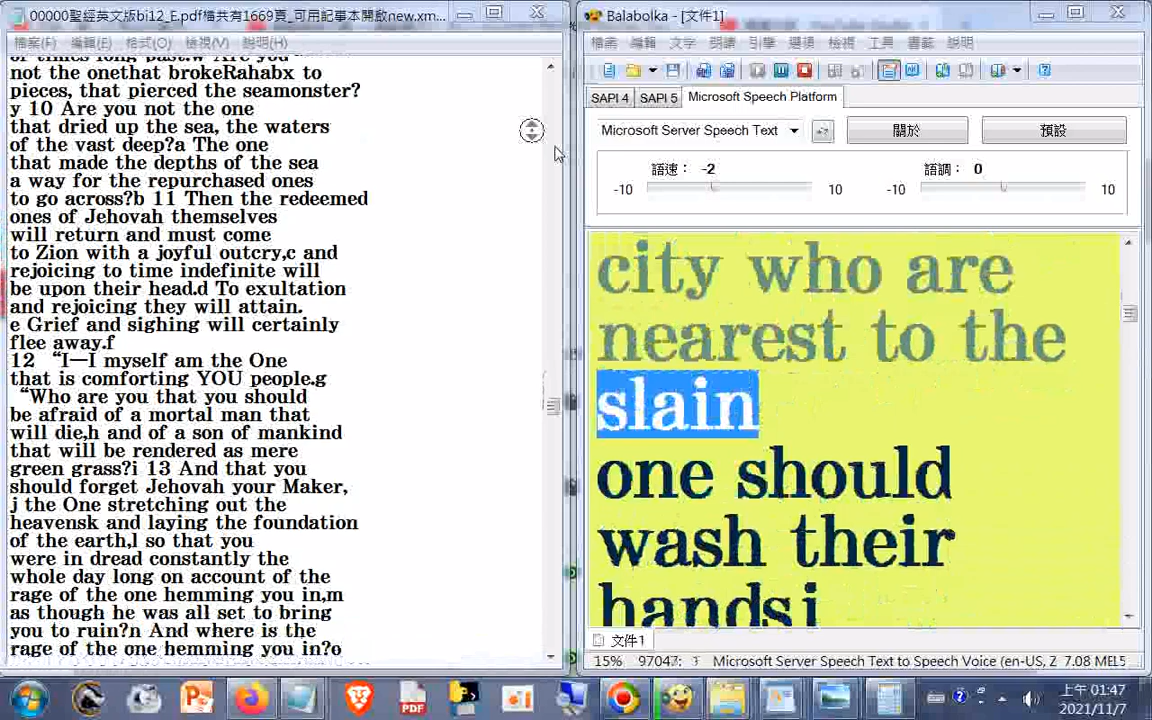 00000聖經英文版bi12_E.pdf檔共有1669頁_可用記事本開啟new.xm...
檔案(F) 編輯(E) 格式(O) 檢視(V) 說明(H)
of times long past.w Are you
not the onethat brokeRahabx to
pieces, that pierced the seamonster?
y 10 Are you not the one
that dried up the sea, the waters
of the vast deep?a The one
that made the depths of the sea
a way for the repurchased ones
to go across?b 11 Then the redeemed
ones of Jehovah themselves
will return and must come
to Zion with a joyful outcry,c and
rejoicing to time indefinite will
be upon their head.d To exultation
and rejoicing they will attain.
e Grief and sighing will certainly
flee away.f
12 “I—I myself am the One
that is comforting YOU people.g
“Who are you that you should
be afraid of a mortal man that
will die,h and of a son of mankind
that will be rendered as mere
green grass?i 13 And that you
should forget Jehovah your Maker,
j the One stretching out the
heavensk and laying the foundation
of the earth,l so that you
were in dread constantly the
whole day long on account of the
rage of the one hemming you in,m
as though he was all set to bring
you to ruin?n And where is the
rage of the one hemming you in?o
Balabolka - [文件1]
檔案 編輯 文字 朗讀 引擎 選項 檢視 工具 書籤 說明
SAPI 4 SAPI 5 Microsoft Speech Platform
Microsoft Server Speech Text 關於 預設
語速： -2 語調： 0
-10 10 -10 10
city who are
nearest to the
slain
one should
wash their
handsi
文件1
15% 97047: 3 Microsoft Server Speech Text to Speech Voice (en-US, Z 7.08 МБ15
PDF
上午 01:47
2021/11/7